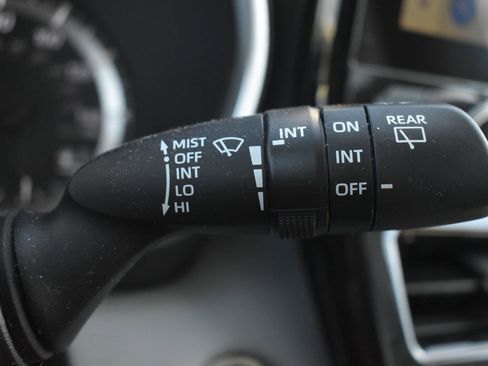 MIST
OFF
INT
LO
HI
INT
ON
INT
OFF
REAR